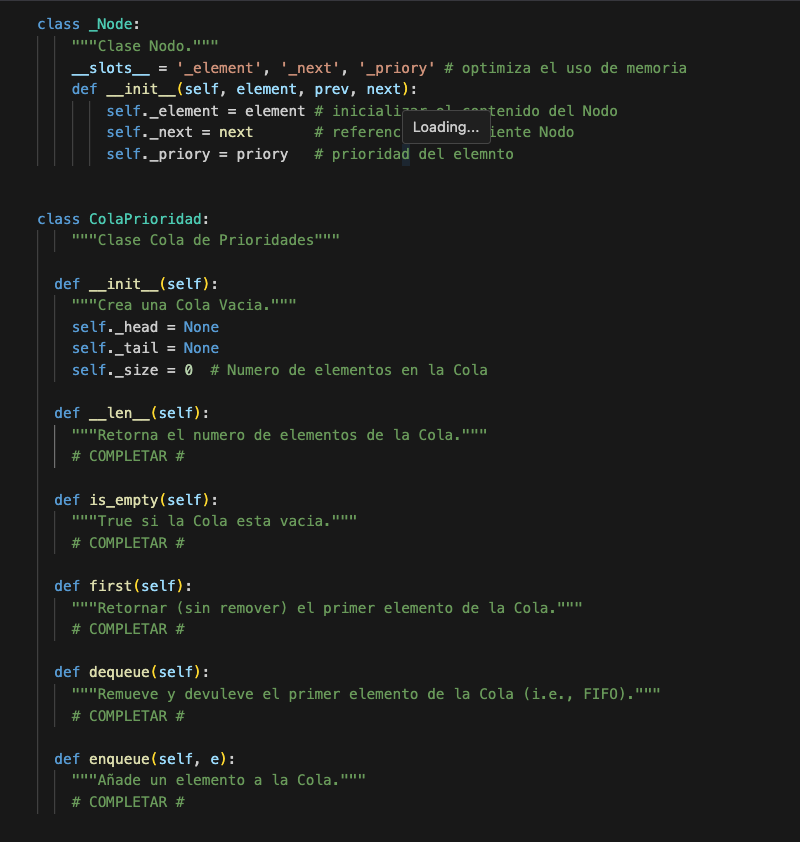 class _Node:
"""Clase Nodo."""
__slots__ = '_element', '_next', '_priory' # optimiza el uso de memoria
def __init__(self, element, prev, next):
self._element = element # inicializar el contenido del Nodo
self._next = next # referenc iente Nodo
Loading...
self._priory = priory # prioridad del elemnto
class ColaPrioridad:
"""Clase Cola de Prioridades"""
def __init__(self):
"""Crea una Cola Vacia."""
self._head = None
self._tail = None
self._size = 0 # Numero de elementos en la Cola
def __len__(self):
"""Retorna el numero de elementos de la Cola."""
# COMPLETAR #
def is_empty(self):
"""True si la Cola esta vacia."""
# COMPLETAR #
def first(self):
"""Retornar (sin remover) el primer elemento de la Cola."""
# COMPLETAR #
def dequeue(self):
"""Remueve y devuleve el primer elemento de la Cola (i.e., FIFO)."""
# COMPLETAR #
def enqueue(self, e):
"""Añade un elemento a la Cola."""
# COMPLETAR #